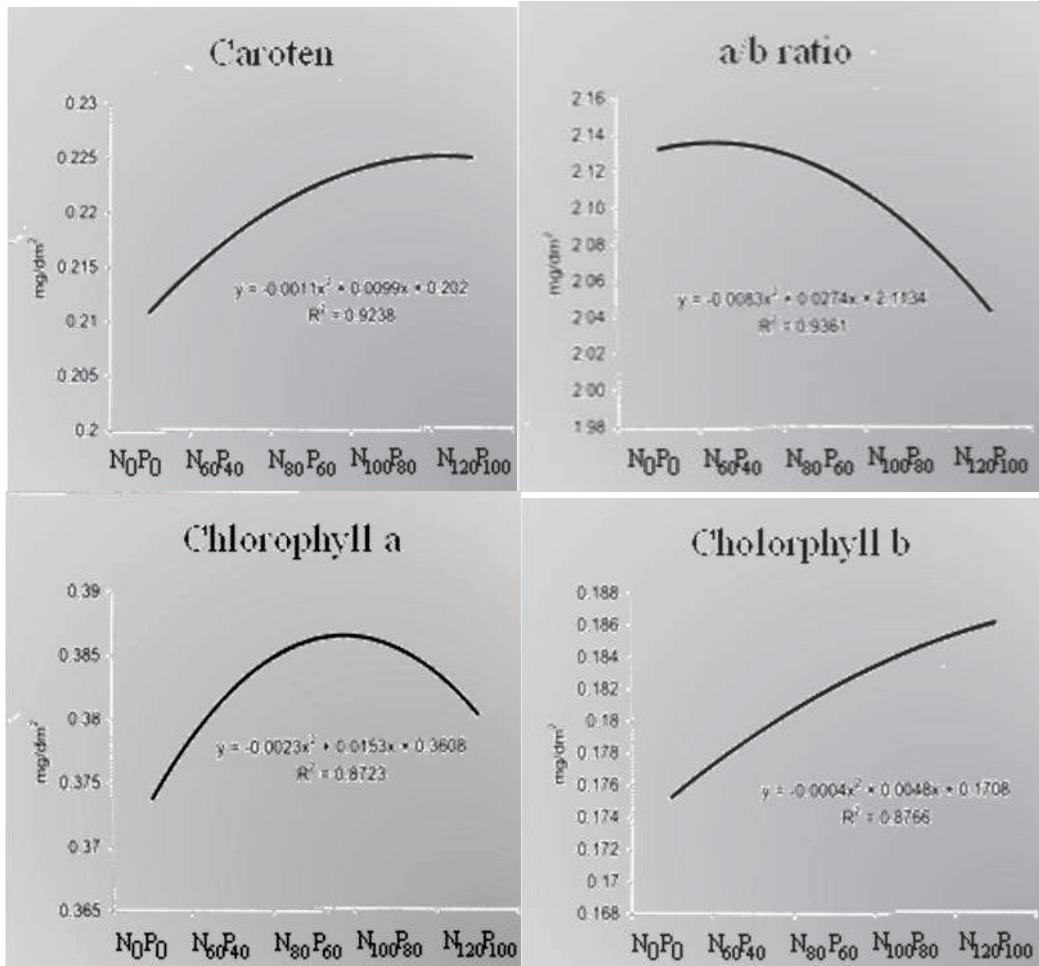 Caroten
0.23
0.225
0.22
0.215
0.21
0.205
0.2
mg/dm²
y = -0.0011x² + 0.0099x + 0.202
R² = 0.9238
N₀P₀ N₆₀P₄₀ N₈₀P₆₀ N₁₀₀P₈₀ N₁₂₀P₁₀₀
a/b ratio
2.16
2.14
2.12
2.10
2.08
2.06
2.04
2.02
2.00
1.98
mg/dm²
y = -0.0083x² + 0.0274x + 2.1134
R² = 0.9361
N₀P₀ N₆₀P₄₀ N₈₀P₆₀ N₁₀₀P₈₀ N₁₂₀P₁₀₀
Chlorophyll a
0.39
0.385
0.38
0.375
0.37
0.365
mg/dm²
y = -0.0023x² + 0.0153x + 0.3608
R² = 0.8723
N₀P₀ N₆₀P₄₀ N₈₀P₆₀ N₁₀₀P₈₀ N₁₂₀P₁₀₀
Cholorphyll b
0.188
0.186
0.184
0.182
0.18
0.178
0.176
0.174
0.172
0.17
0.168
mg/dm²
y = -0.0004x² + 0.0048x + 0.1708
R² = 0.8766
N₀P₀ N₆₀P₄₀ N₈₀P₆₀ N₁₀₀P₈₀ N₁₂₀P₁₀₀